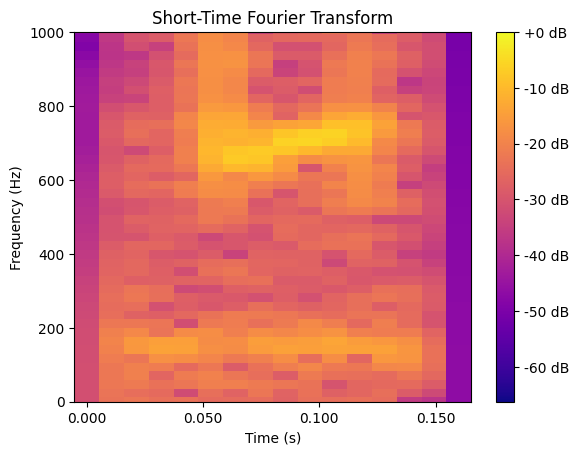 Short-Time Fourier Transform
1000
800
600
400
200
0
Frequency (Hz)
0.000
0.050
0.100
0.150
Time (s)
+0 dB
-10 dB
-20 dB
-30 dB
-40 dB
-50 dB
-60 dB